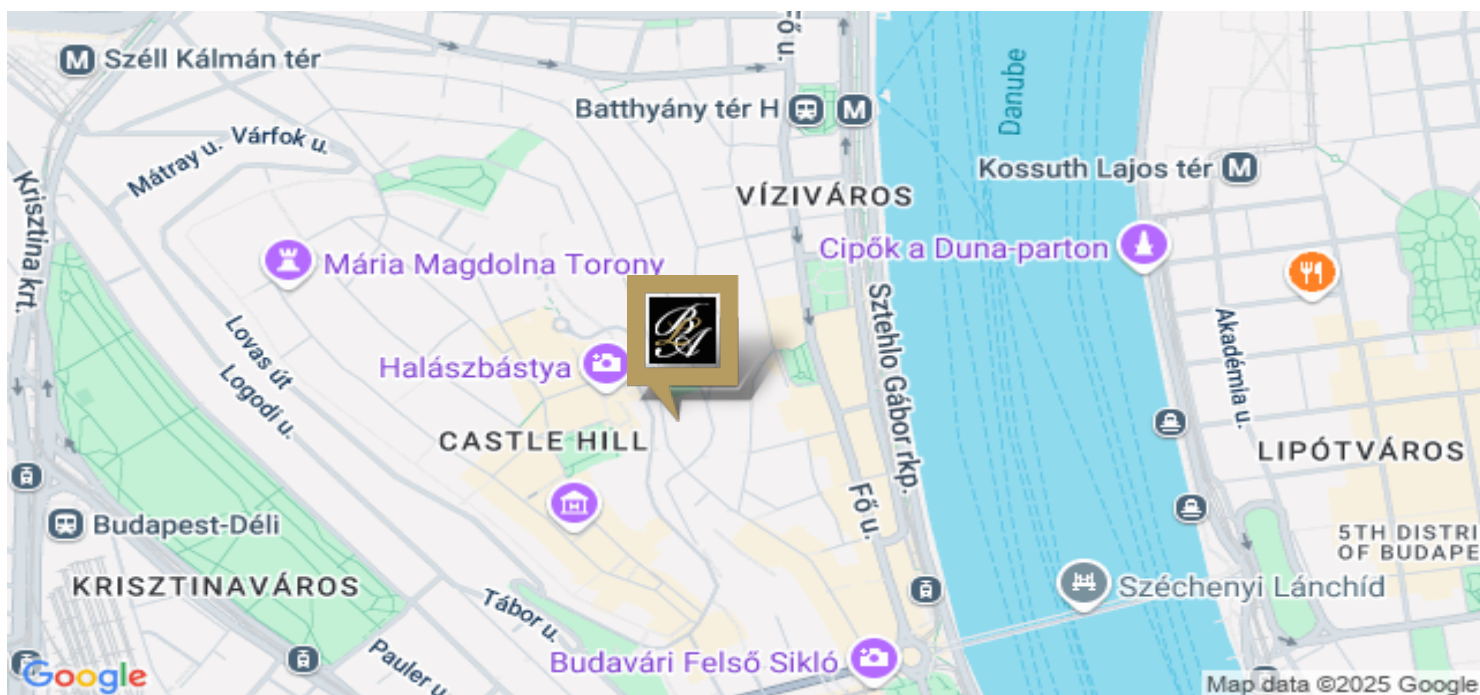 Széll Kálmán tér
Fő u.
Batthyány tér H
M
M
Danube
Várfok u.
Mátray u.
Kossuth Lajos tér
M
Krisztina krt.
VÍZIVÁROS
Mária Magdolna Torony
Cipők a Duna-parton
Sztehlo Gábor rkp.
Akadémia u.
Lovas út
Logodi u.
B
A
Halászbástya
CASTLE HILL
LIPÓTVÁROS
Fő u.
Budapest-Déli
5TH DISTRI
OF BUDAPE
KRISZTINAVÁROS
Tábor u.
Széchenyi Lánchíd
Pauler u.
Budavári Felső Sikló
Google
Map data ©2025 Google